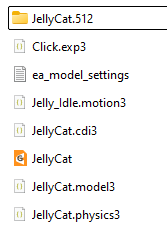 JellyCat.512
Click.exp3
ea_model_settings
Jelly_Idle.motion3
JellyCat.cdi3
JellyCat
JellyCat.model3
JellyCat.physics3